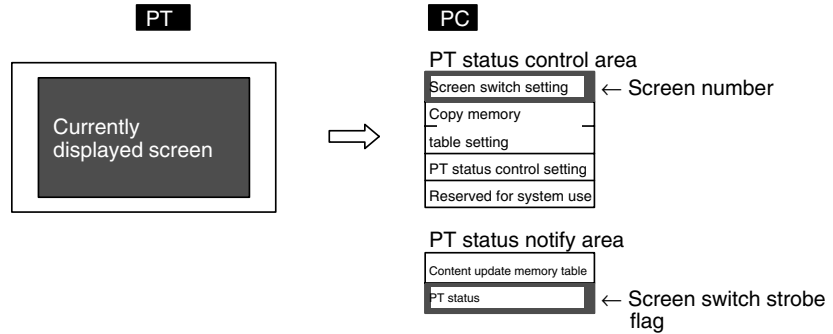 PT
PC
PT status control area
Screen switch setting
← Screen number
Copy memory
table setting
PT status control setting
Reserved for system use
Currently
displayed screen
PT status notify area
Content update memory table
PT status
← Screen switch strobe
flag